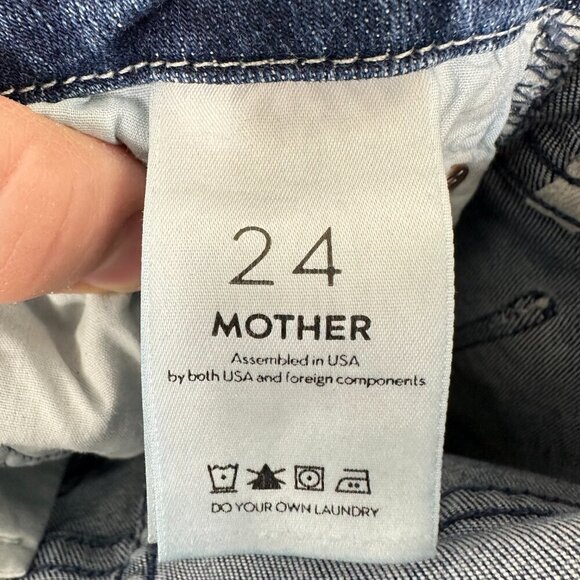 24
MOTHER
Assembled in USA
by both USA and foreign components
DO YOUR OWN LAUNDRY